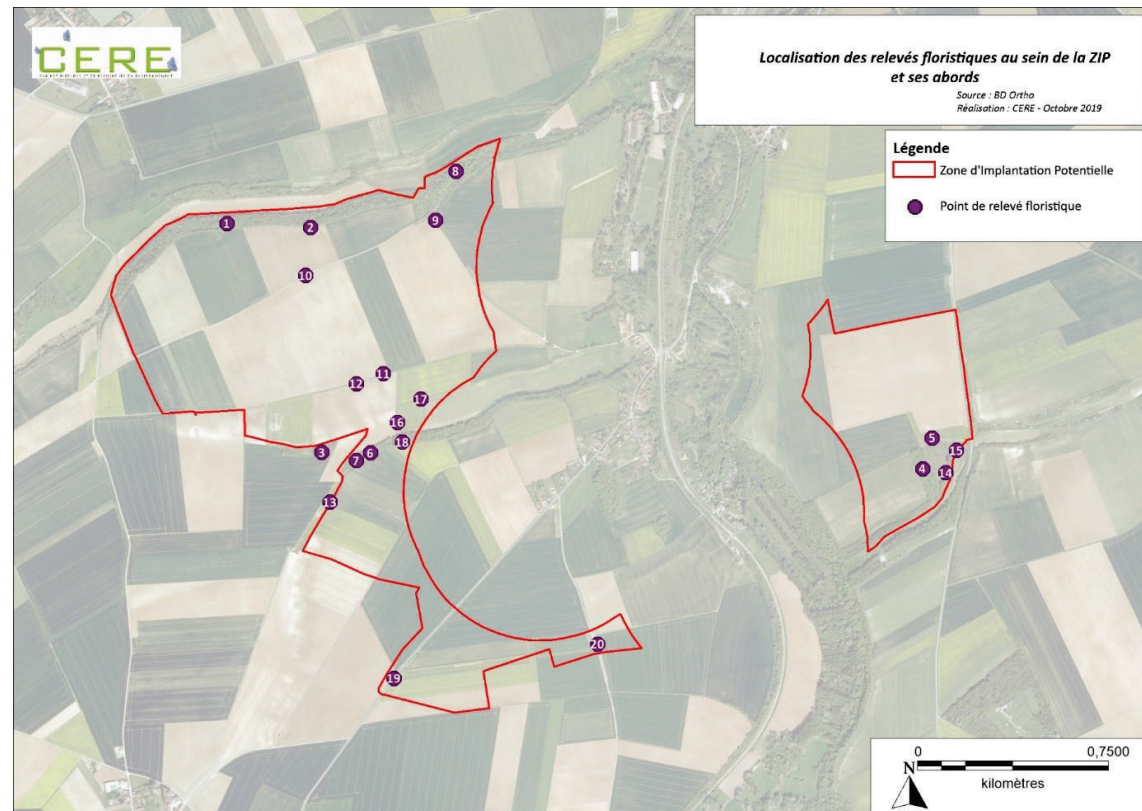 CERE
Localisation des relevés floristiques au sein de la ZIP
et ses abords
Source : BD Ortho
Réalisation : CERE - Octobre 2019
Légende
Zone d'Implantation Potentielle
Point de relevé floristique
8
1
2
9
10
11
12
17
16
18
3
7
6
13
5
15
4
14
20
19
0 0,7500
N
kilomètres